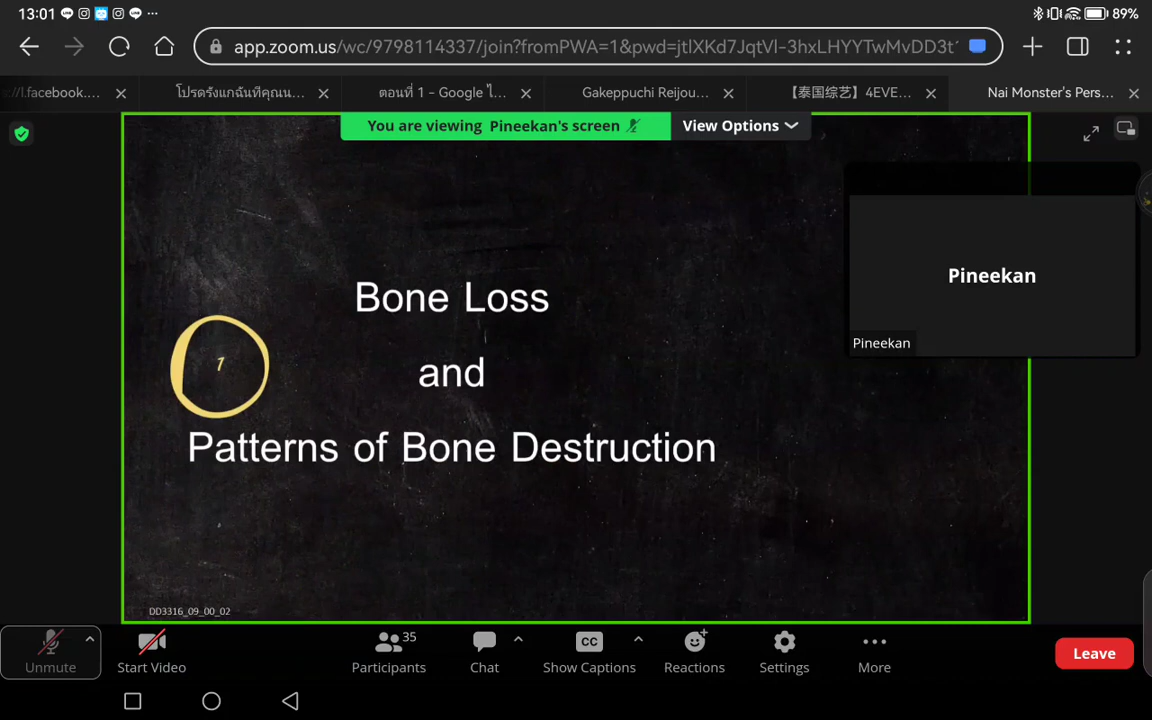 13:01
89%
app.zoom.us/wc/9798114337/join?fromPWA=1&pwd=jtlXKd7JqtVl-3hxLHYYTwMvDD3t1
://l.facebook....
โปรดรังแกฉันทีคุณน...
ตอนที่ 1 - Google ไ...
Gakeppuchi Reijou...
【泰国综艺】4EVE...
Nai Monster's Pers...
You are viewing Pineekan's screen
View Options
Pineekan
Pineekan
Bone Loss
1
and
Patterns of Bone Destruction
DD3316_09_00_02
Unmute
Start Video
35
Participants
Chat
CC
Show Captions
Reactions
Settings
More
Leave